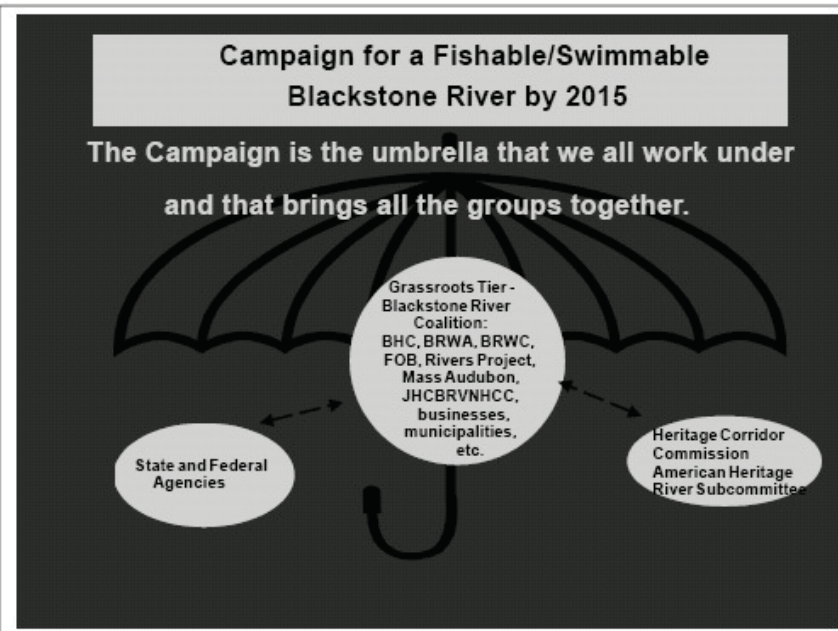 Campaign for a Fishable/Swimmable
Blackstone River by 2015
The Campaign is the umbrella that we all work under
and that brings all the groups together.
Grassroots Tier -
Blackstone River
Coalition:
BHC, BRWA, BRWC,
FOB, Rivers Project,
Mass Audubon,
JHCBRVNHCC,
businesses,
municipalities,
etc.
State and Federal
Agencies
Heritage Corridor
Commission
American Heritage
River Subcommittee